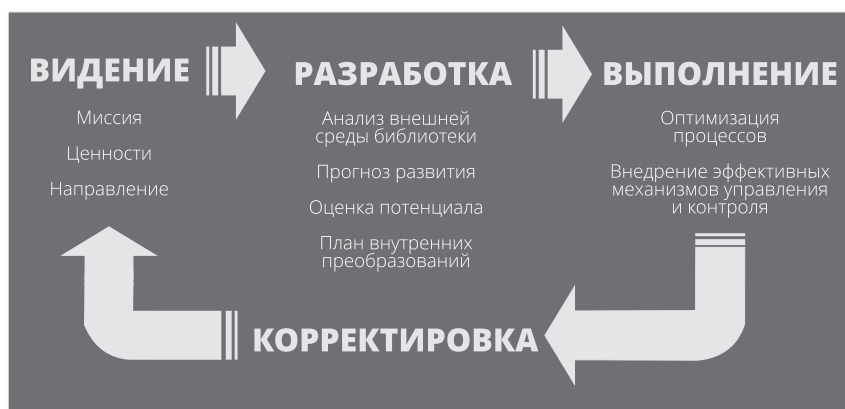 ВИДЕНИЕ
Миссия
Ценности
Направление
РАЗРАБОТКА
Анализ внешней
среды библиотеки
Прогноз развития
Оценка потенциала
План внутренних
преобразований
ВЫПОЛНЕНИЕ
Оптимизация
процессов
Внедрение эффективных
механизмов управления
и контроля
КОРРЕКТИРОВКА